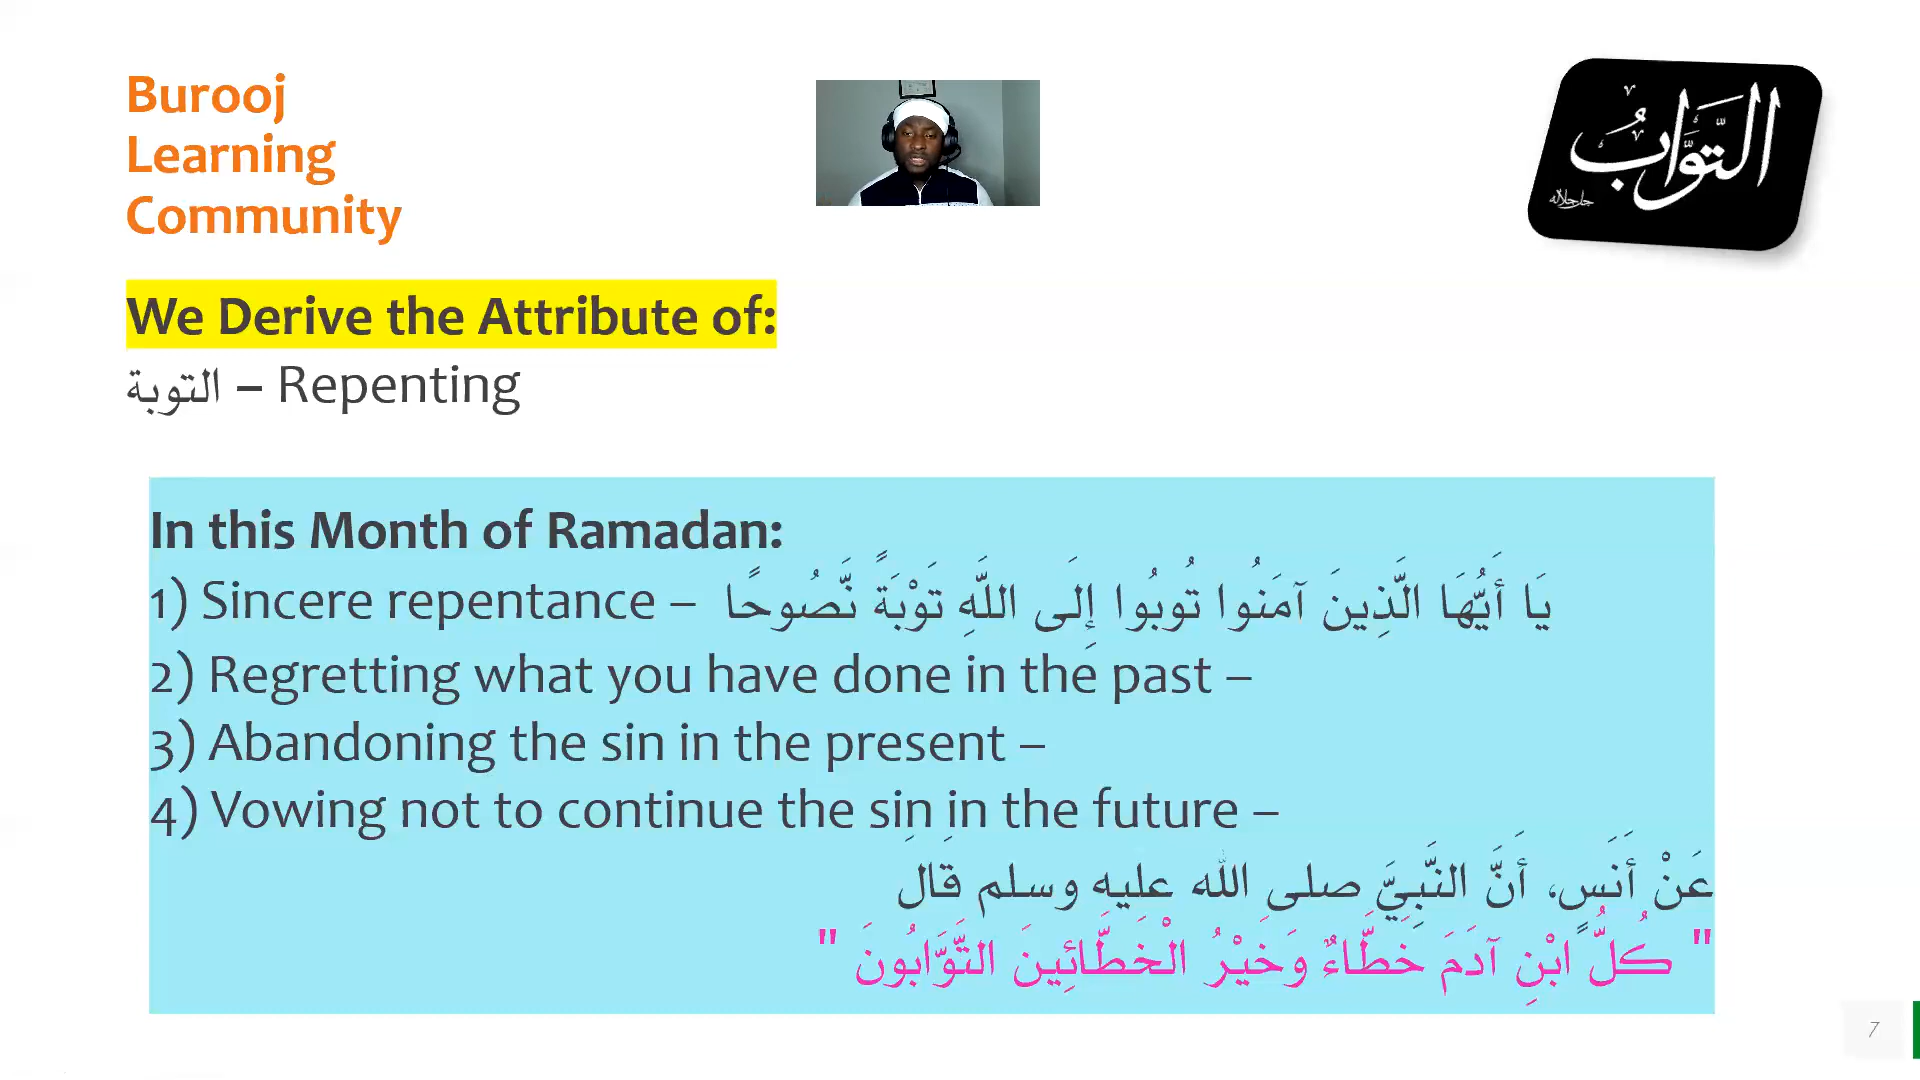 Burooj
Learning
Community
التَّوَّابُ
جل جلاله
We Derive the Attribute of:
التوبة – Repenting
In this Month of Ramadan:
1) Sincere repentance – يَا أَيُّهَا الَّذِينَ آمَنُوا تُوبُوا إِلَى اللَّهِ تَوْبَةً نَّصُوحًا
2) Regretting what you have done in the past –
3) Abandoning the sin in the present –
4) Vowing not to continue the sin in the future –
عَنْ أَنَسٍ، أَنَّ النَّبِيَّ صلى الله عليه وسلم قَالَ
" كُلُّ ابْنِ آدَمَ خَطَّاءٌ وَخَيْرُ الْخَطَّائِينَ التَّوَّابُونَ "
7